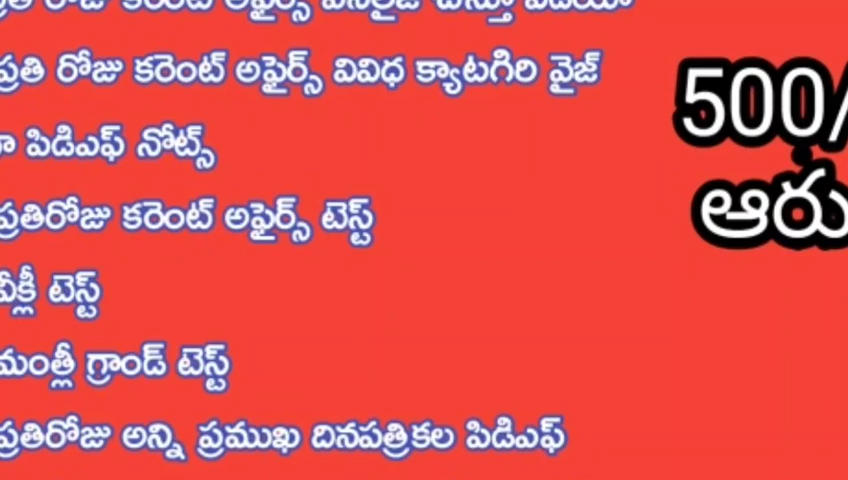 ప్రతి రోజు కరెంట్ అఫైర్స్ వివిధ క్యాటగిరి వైజ్
పిడిఎఫ్ నోట్స్
ప్రతిరోజు కరెంట్ అఫైర్స్ టెస్ట్
వీక్లీ టెస్ట్
మంత్లీ గ్రాండ్ టెస్ట్
ప్రతిరోజు అన్ని ప్రముఖ దినపత్రికల పిడిఎఫ్
500/
ఆరు